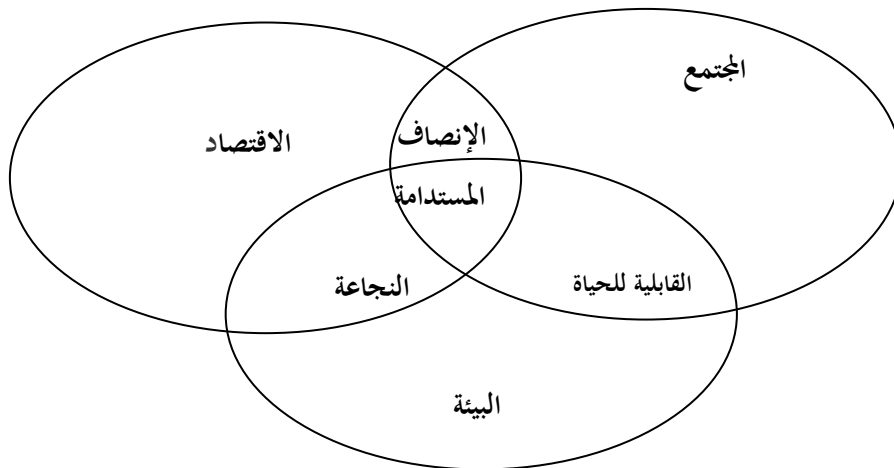 المجتمع
الإنصاف
الاقتصاد
المستدامة
القابلية للحياة
النجاعة
البيئة